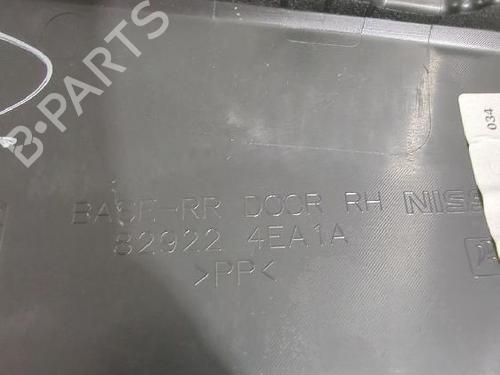 B-PARTS
034
BASE-RR DOOR RH NISS
82922 4EA1A
>PP<